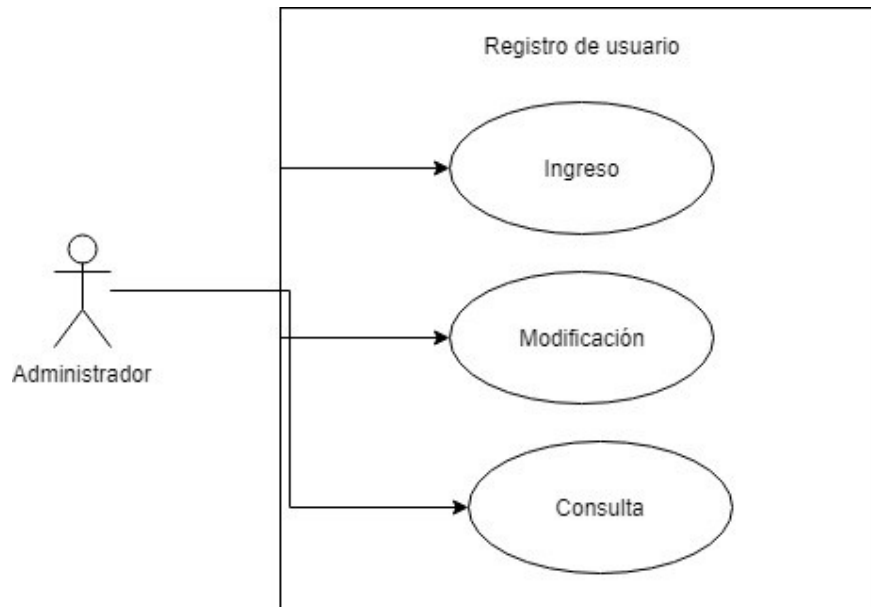 Registro de usuario
Ingreso
Modificación
Administrador
Consulta